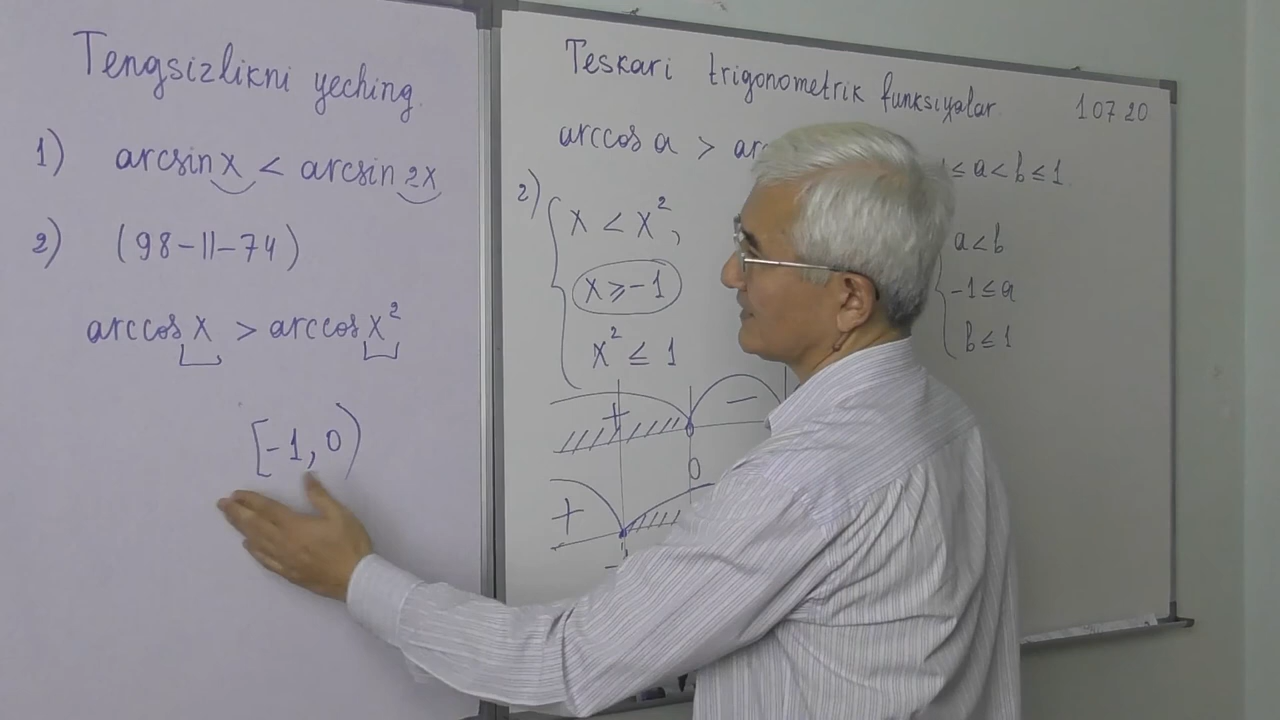 Tengsizlikni yeching.
1) arcsin x < arcsin 2x
2) (98-11-74)
arccos x > arccos x²
[-1, 0)
Teskari trigonometrik funksiyalar. 10 7 20
arccos a > ≤ a < b ≤ 1.
2) x < x²,
x ≥ -1
x² ≤ 1
a < b
-1 ≤ a
b ≤ 1
+ −
0
+